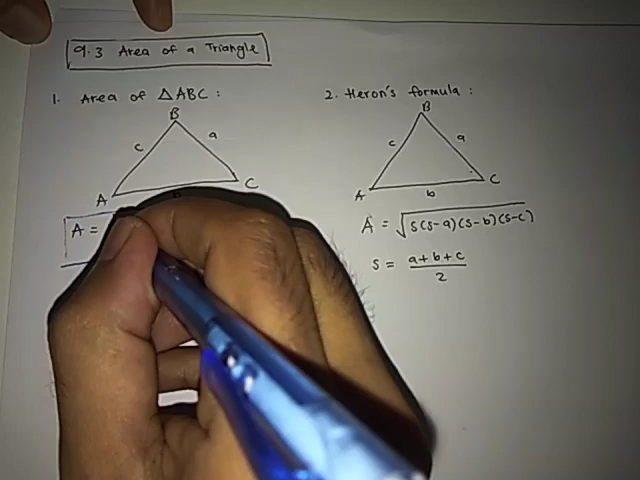 9.3 Area of a Triangle
1. Area of △ABC :
B
c
a
A
C
A =
2. Heron's formula :
B
c
a
A
b
C
A = √s(s-a)(s-b)(s-c)
s = a+b+c
2